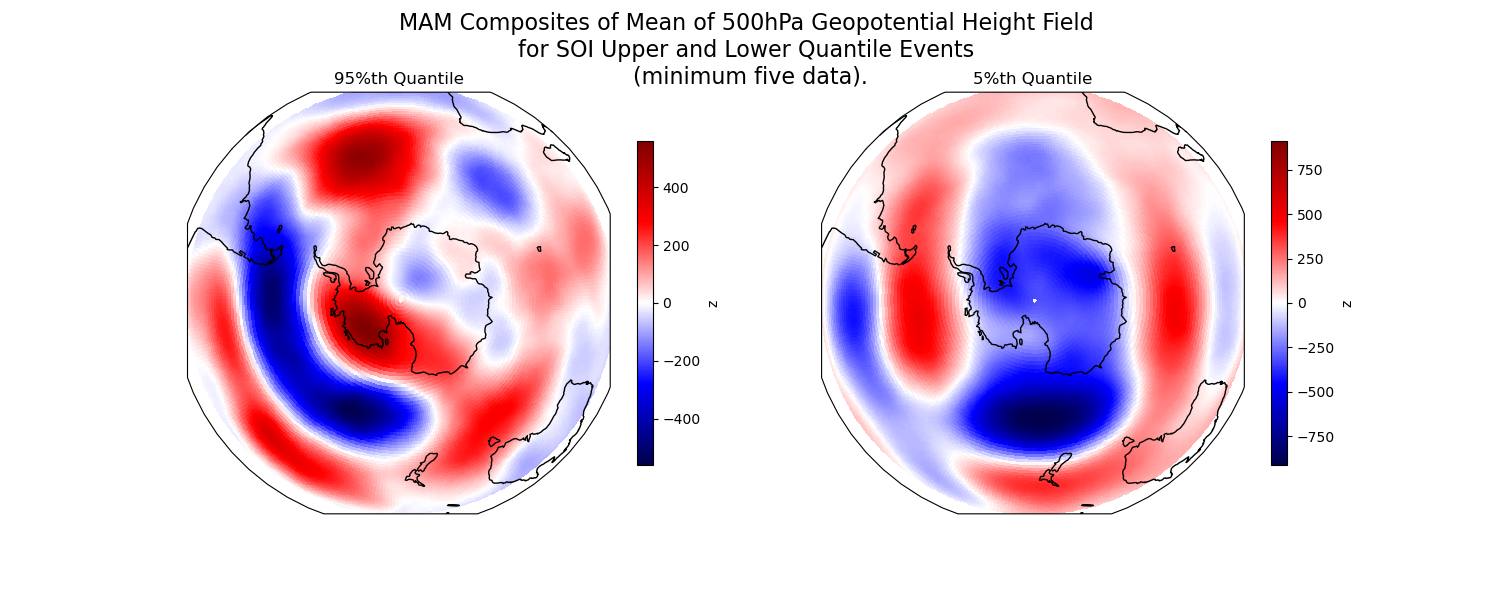 MAM Composites of Mean of 500hPa Geopotential Height Field
for SOI Upper and Lower Quantile Events
(minimum five data).
95%th Quantile
5%th Quantile
400
200
0
−200
−400
z
750
500
250
0
−250
−500
−750
z